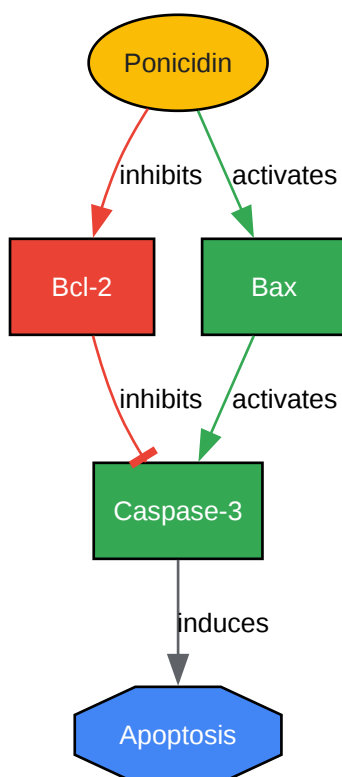 Ponicidin
inhibits
activates
Bcl-2
Bax
inhibits
activates
Caspase-3
induces
Apoptosis